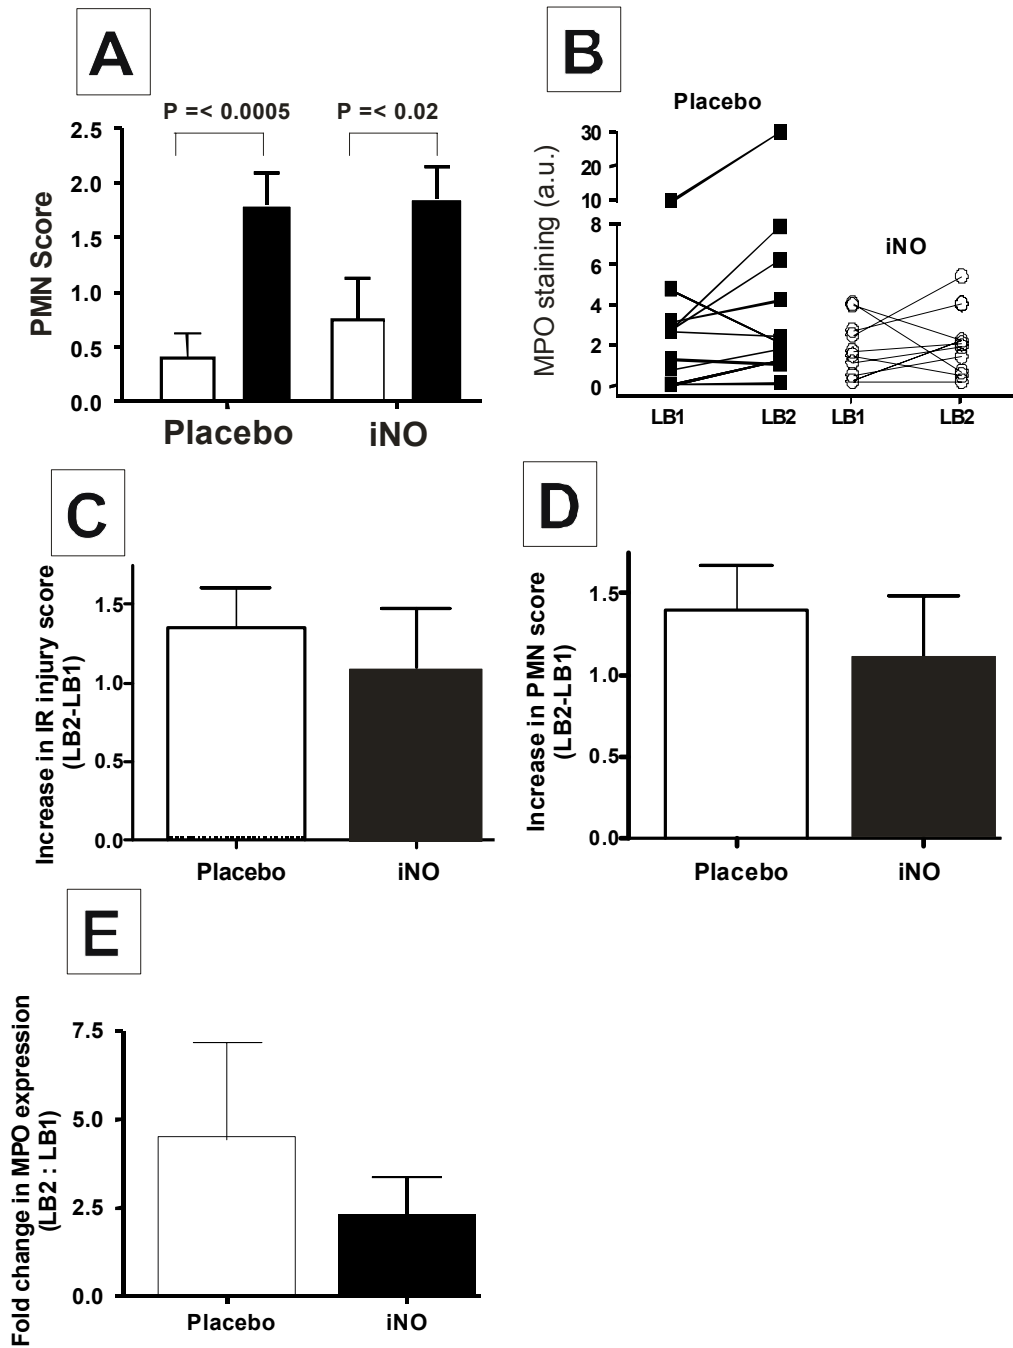 A
P =< 0.0005
P =< 0.02
PMN Score
2.5
2.0
1.5
1.0
0.5
0.0
Placebo
iNO
B
Placebo
iNO
MPO staining (a.u.)
30
20
10
8
6
4
2
0
LB1
LB2
LB1
LB2
C
Increase in IR injury score
(LB2-LB1)
1.5
1.0
0.5
0.0
Placebo
iNO
D
Increase in PMN score
(LB2-LB1)
1.5
1.0
0.5
0.0
Placebo
iNO
E
Fold change in MPO expression
(LB2 : LB1)
7.5
5.0
2.5
0.0
Placebo
iNO